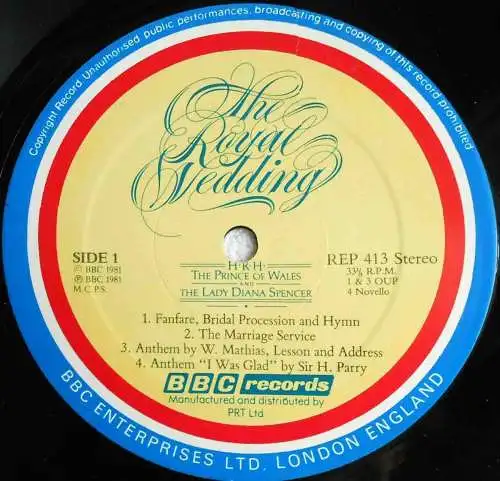 Copyright Record Unauthorised public performances, broadcasting and copying of this record prohibited
The
Royal
Wedding
SIDE 1
© BBC 1981
℗ BBC 1981
M.C.P.S.
REP 413 Stereo
33⅓ R.P.M.
1 & 3 OUP
4 Novello
H·R·H·
THE PRINCE OF WALES
AND
THE LADY DIANA SPENCER
1. Fanfare, Bridal Procession and Hymn
2. The Marriage Service
3. Anthem by W. Mathias, Lesson and Address
4. Anthem "I Was Glad" by Sir H. Parry
BBC records
Manufactured and distributed by
PRT Ltd
BBC ENTERPRISES LTD. LONDON ENGLAND